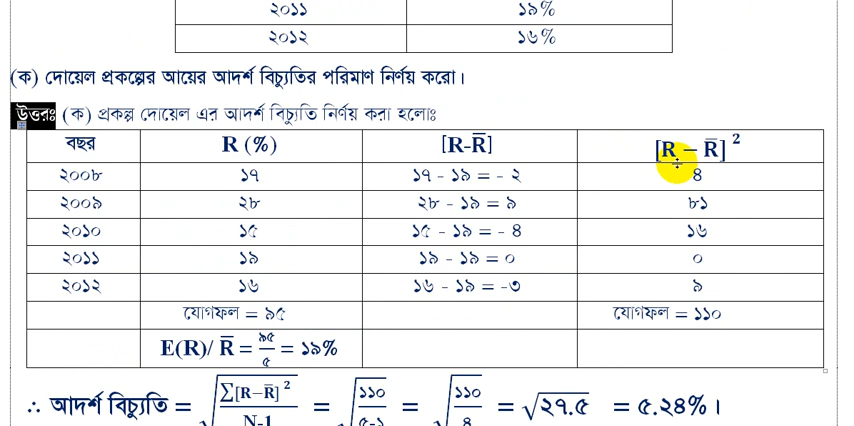 ২০১১ ১৯%
২০১২ ১৬%
(ক) দোয়েল প্রকল্পের আয়ের আদর্শ বিচ্যুতির পরিমাণ নির্ণয় করো।
উত্তরঃ (ক) প্রকল্প দোয়েল এর আদর্শ বিচ্যুতি নির্ণয় করা হলোঃ
বছর R (%) [R-R̅] [R − R̅] ²
২০০৮ ১৭ ১৭ - ১৯ = - ২ ৪
২০০৯ ২৮ ২৮ - ১৯ = ৯ ৮১
২০১০ ১৫ ১৫ - ১৯ = - ৪ ১৬
২০১১ ১৯ ১৯ - ১৯ = ০ ০
২০১২ ১৬ ১৬ - ১৯ = -৩ ৯
যোগফল = ৯৫ যোগফল = ১১০
E(R)/ R̅ = ৯৫/৫ = ১৯%
∴ আদর্শ বিচ্যুতি = √(∑[R−R̅] ²/N-1) = √(১১০/৫-১) = √(১১০/৪) = √২৭.৫ = ৫.২৪%।